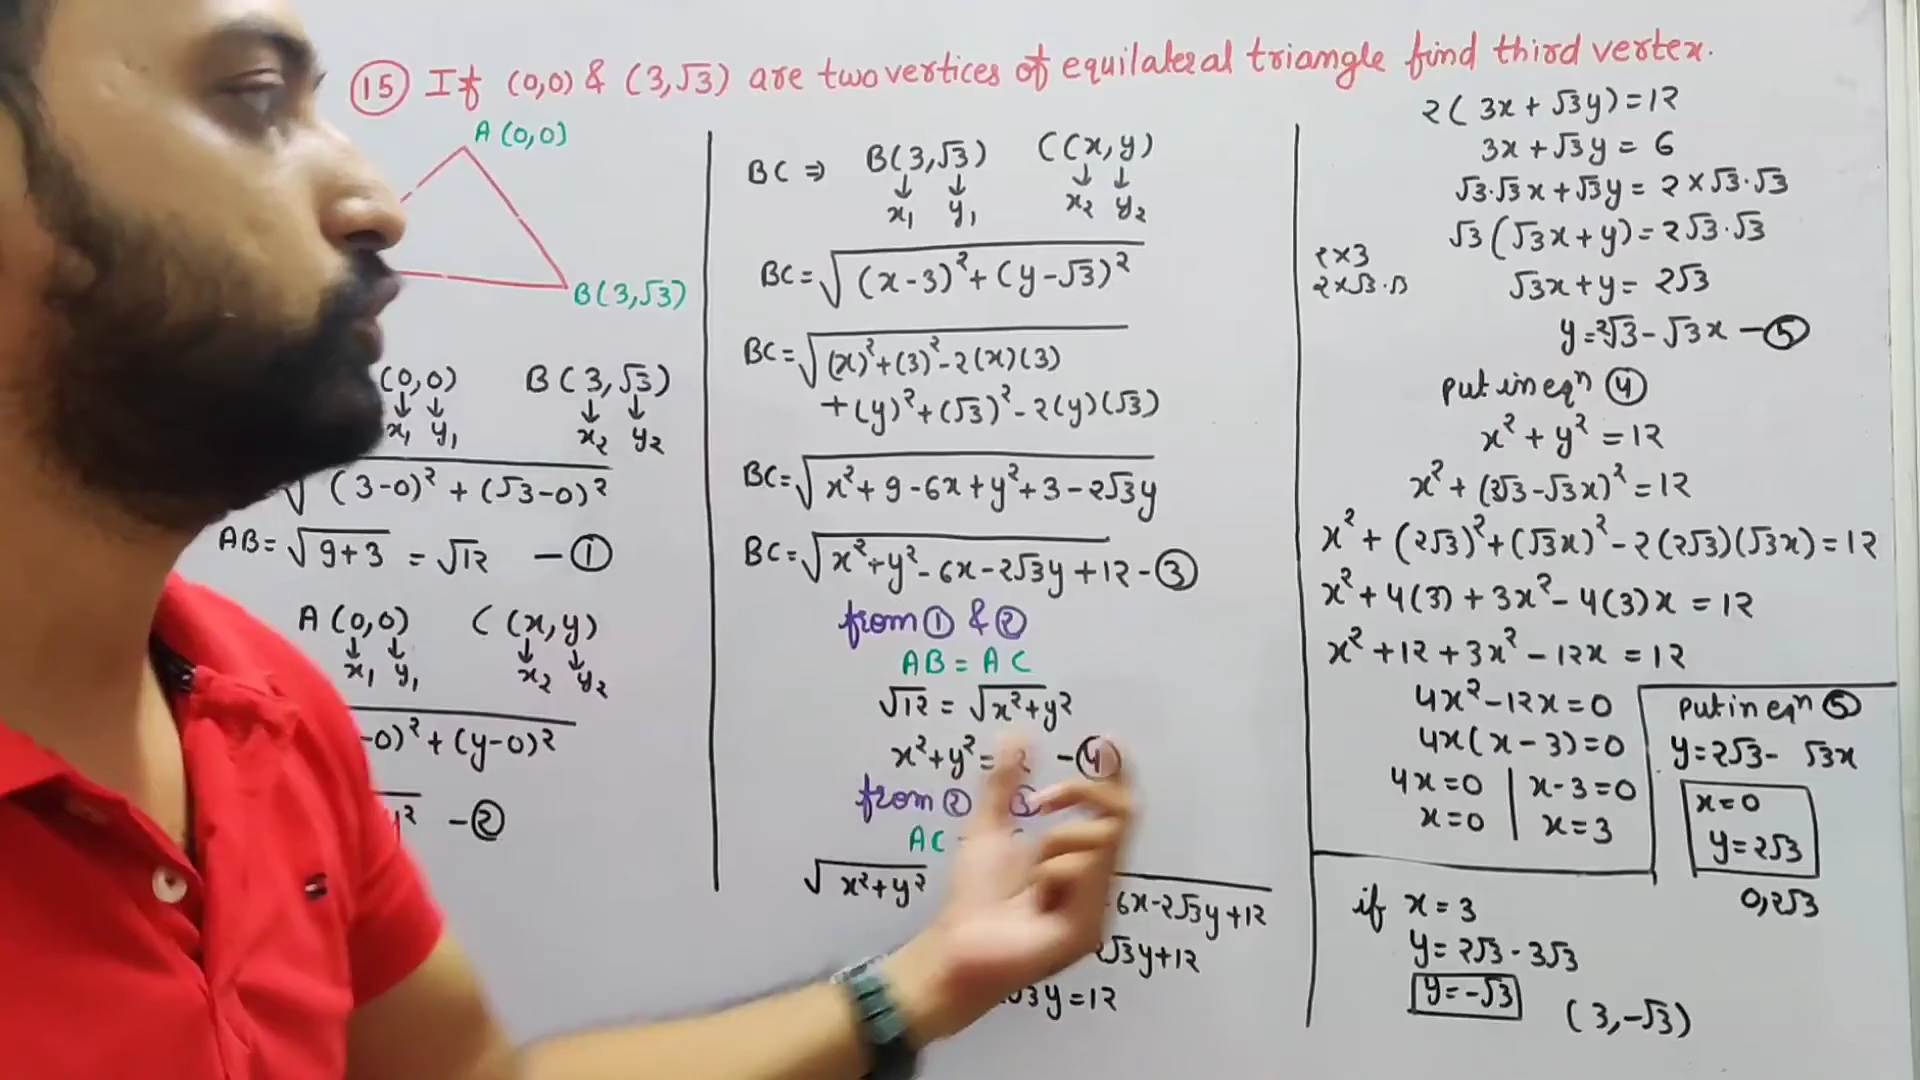 15 If (0,0) & (3,√3) are two vertices of equilateral triangle find third vertex.
A (0,0)
B(3,√3)
(0,0) B(3,√3)
↓ ↓ ↓ ↓
x₁ y₁ x₂ y₂
√(3-0)²+(√3-0)²
AB=√9+3 = √12 —①
A(0,0) C(x,y)
↓ ↓ ↓ ↓
x₁ y₁ x₂ y₂
-0)²+(y-0)²
y² —②
BC ⇒ B(3,√3) C(x,y)
↓ ↓ ↓ ↓
x₁ y₁ x₂ y₂
BC=√(x-3)²+(y-√3)²
BC=√(x)²+(3)²-2(x)(3)
+(y)²+(√3)²-2(y)(√3)
BC=√x²+9-6x+y²+3-2√3y
BC=√x²+y²-6x-2√3y+12 -③
from ① & ②
AB = AC
√12 = √x²+y²
x²+y²= 2 -④
from ② ③
AC
√x²+y²
6x-2√3y+12
√3y+12
√3y=12
2(3x+√3y)=12
3x+√3y = 6
√3·√3x+√3y= 2×√3·√3
√3(√3x+y)=2√3·√3
2×3
2×√3·√3
√3x+y= 2√3
y=2√3-√3x -⑤
put in eqⁿ ④
x²+y²=12
x²+(2√3-√3x)²=12
x²+(2√3)²+(√3x)²-2(2√3)(√3x)=12
x²+4(3)+3x²-4(3)x=12
x²+12+3x²-12x=12
4x²-12x=0
4x(x-3)=0
4x=0 | x-3=0
x=0 | x=3
put in eqⁿ ⑤
y=2√3- √3x
x=0
y=2√3
0,2√3
if x=3
y=2√3-3√3
y=-√3
(3,-√3)